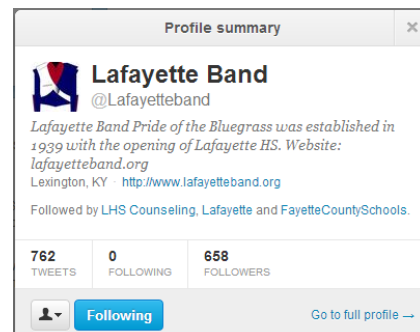 Profile summary
×
Lafayette Band
@Lafayetteband
Lafayette Band Pride of the Bluegrass was established in
1939 with the opening of Lafayette HS. Website:
lafayetteband.org
Lexington, KY · http://www.lafayetteband.org
Followed by LHS Counseling, Lafayette and FayetteCountySchools.
762 0 658
TWEETS FOLLOWING FOLLOWERS
Following Go to full profile →